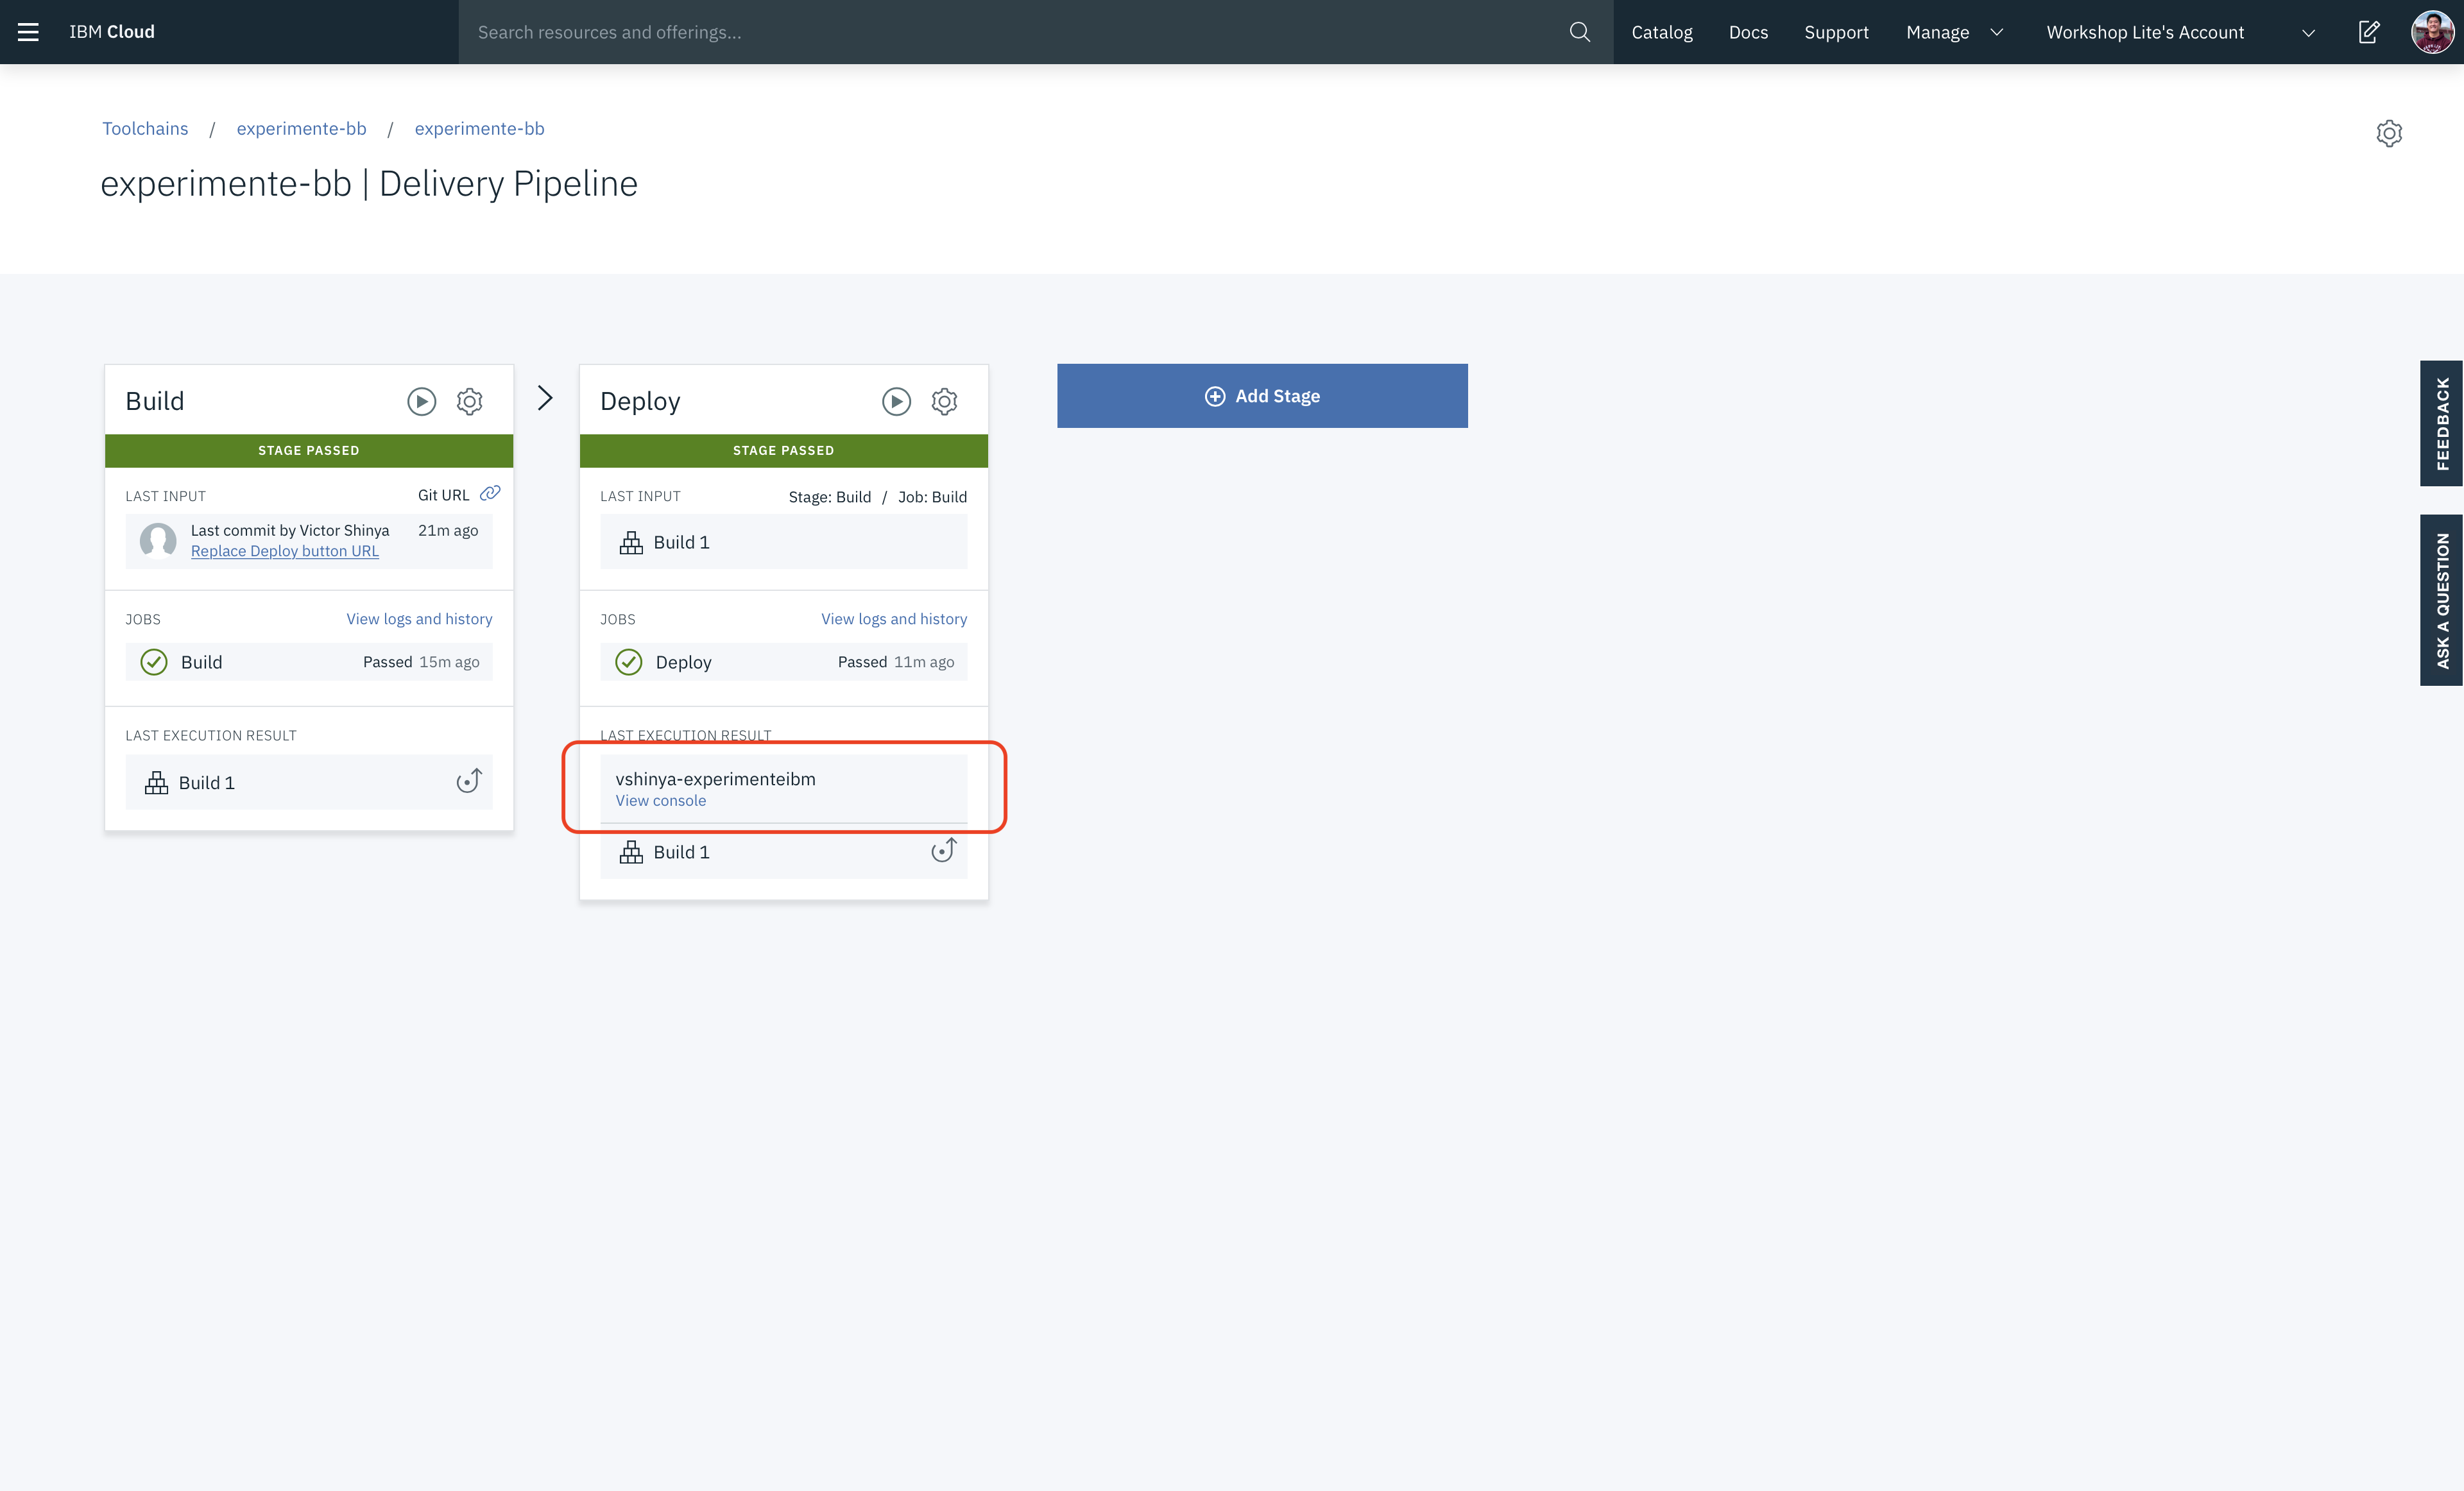 IBM Cloud
Search resources and offerings...
Catalog
Docs
Support
Manage
Workshop Lite's Account
Toolchains / experimente-bb / experimente-bb
experimente-bb | Delivery Pipeline
Build
STAGE PASSED
LAST INPUT
Git URL
Last commit by Victor Shinya
21m ago
Replace Deploy button URL
JOBS
View logs and history
Build
Passed 15m ago
LAST EXECUTION RESULT
Build 1
Deploy
STAGE PASSED
LAST INPUT
Stage: Build / Job: Build
Build 1
JOBS
View logs and history
Deploy
Passed 11m ago
LAST EXECUTION RESULT
vshinya-experimenteibm
View console
Build 1
Add Stage
FEEDBACK
ASK A QUESTION